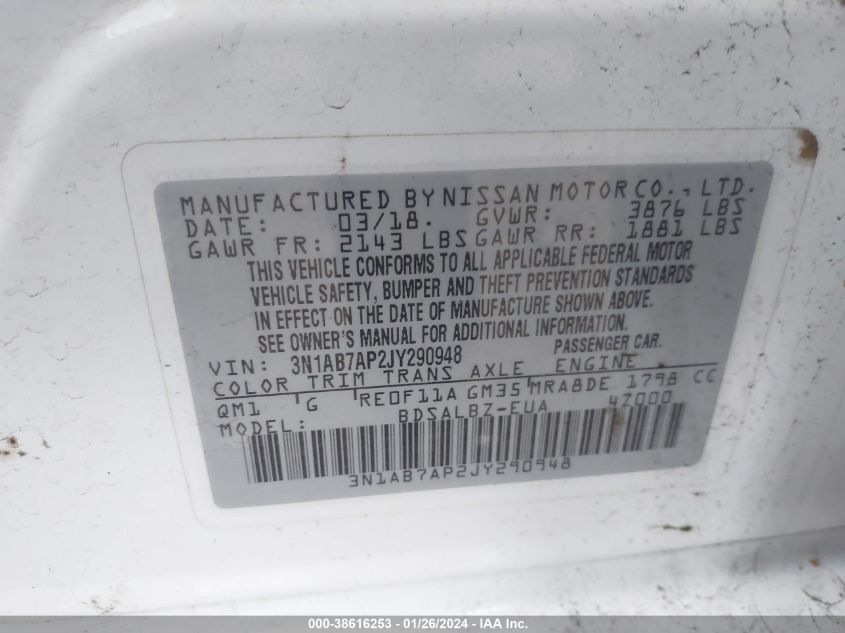 MANUFACTURED BY NISSAN MOTOR CO., LTD.
DATE: 03/18. GVWR: 3876 LBS
GAWR FR: 2143 LBS GAWR RR: 1881 LBS
THIS VEHICLE CONFORMS TO ALL APPLICABLE FEDERAL MOTOR
VEHICLE SAFETY, BUMPER AND THEFT PREVENTION STANDARDS
IN EFFECT ON THE DATE OF MANUFACTURE SHOWN ABOVE.
SEE OWNER'S MANUAL FOR ADDITIONAL INFORMATION.
VIN: 3N1AB7AP2JY290948 PASSENGER CAR.
COLOR TRIM TRANS AXLE ENGINE
QM1 G RE0F11A GM35 MRA8DE 1798 CC
MODEL: BDSALBZ-EUA 4Z000
3N1AB7AP2JY290948
000-38616253 - 01/26/2024 - IAA Inc.